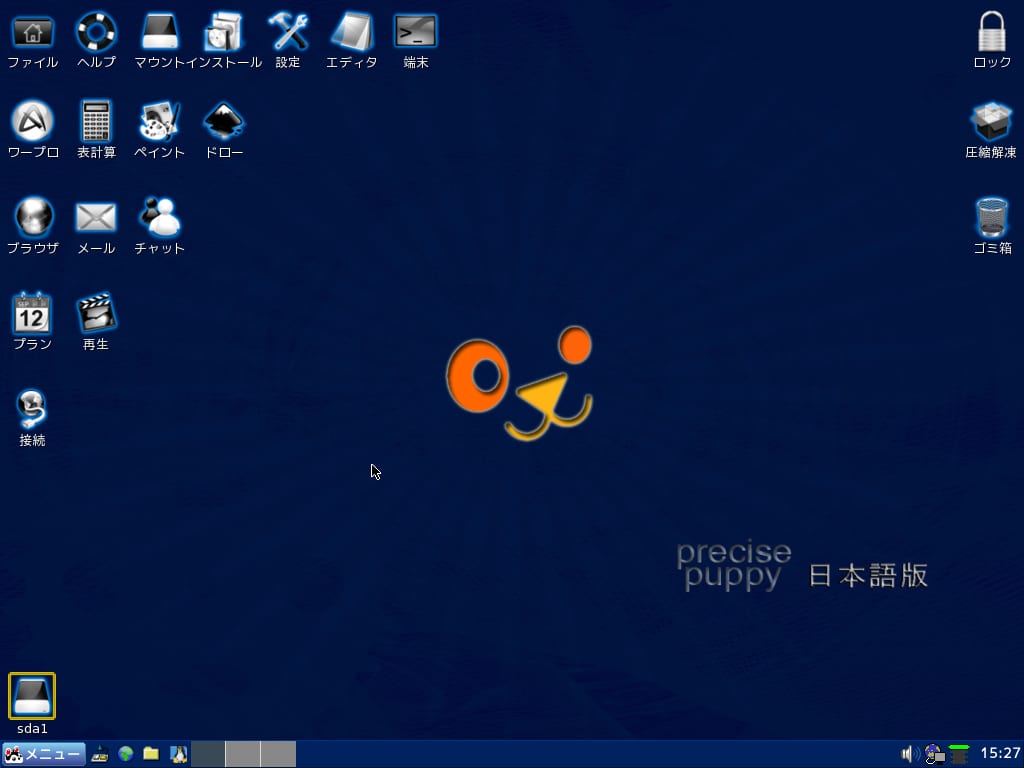 ファイル
ヘルプ
マウント
インストール
設定
エディタ
端末
ロック
ワープロ
表計算
ペイント
ドロー
圧縮解凍
ブラウザ
メール
チャット
ゴミ箱
SEP
12
プラン
再生
接続
precise
puppy
日本語版
sda1
メニュー
15:27